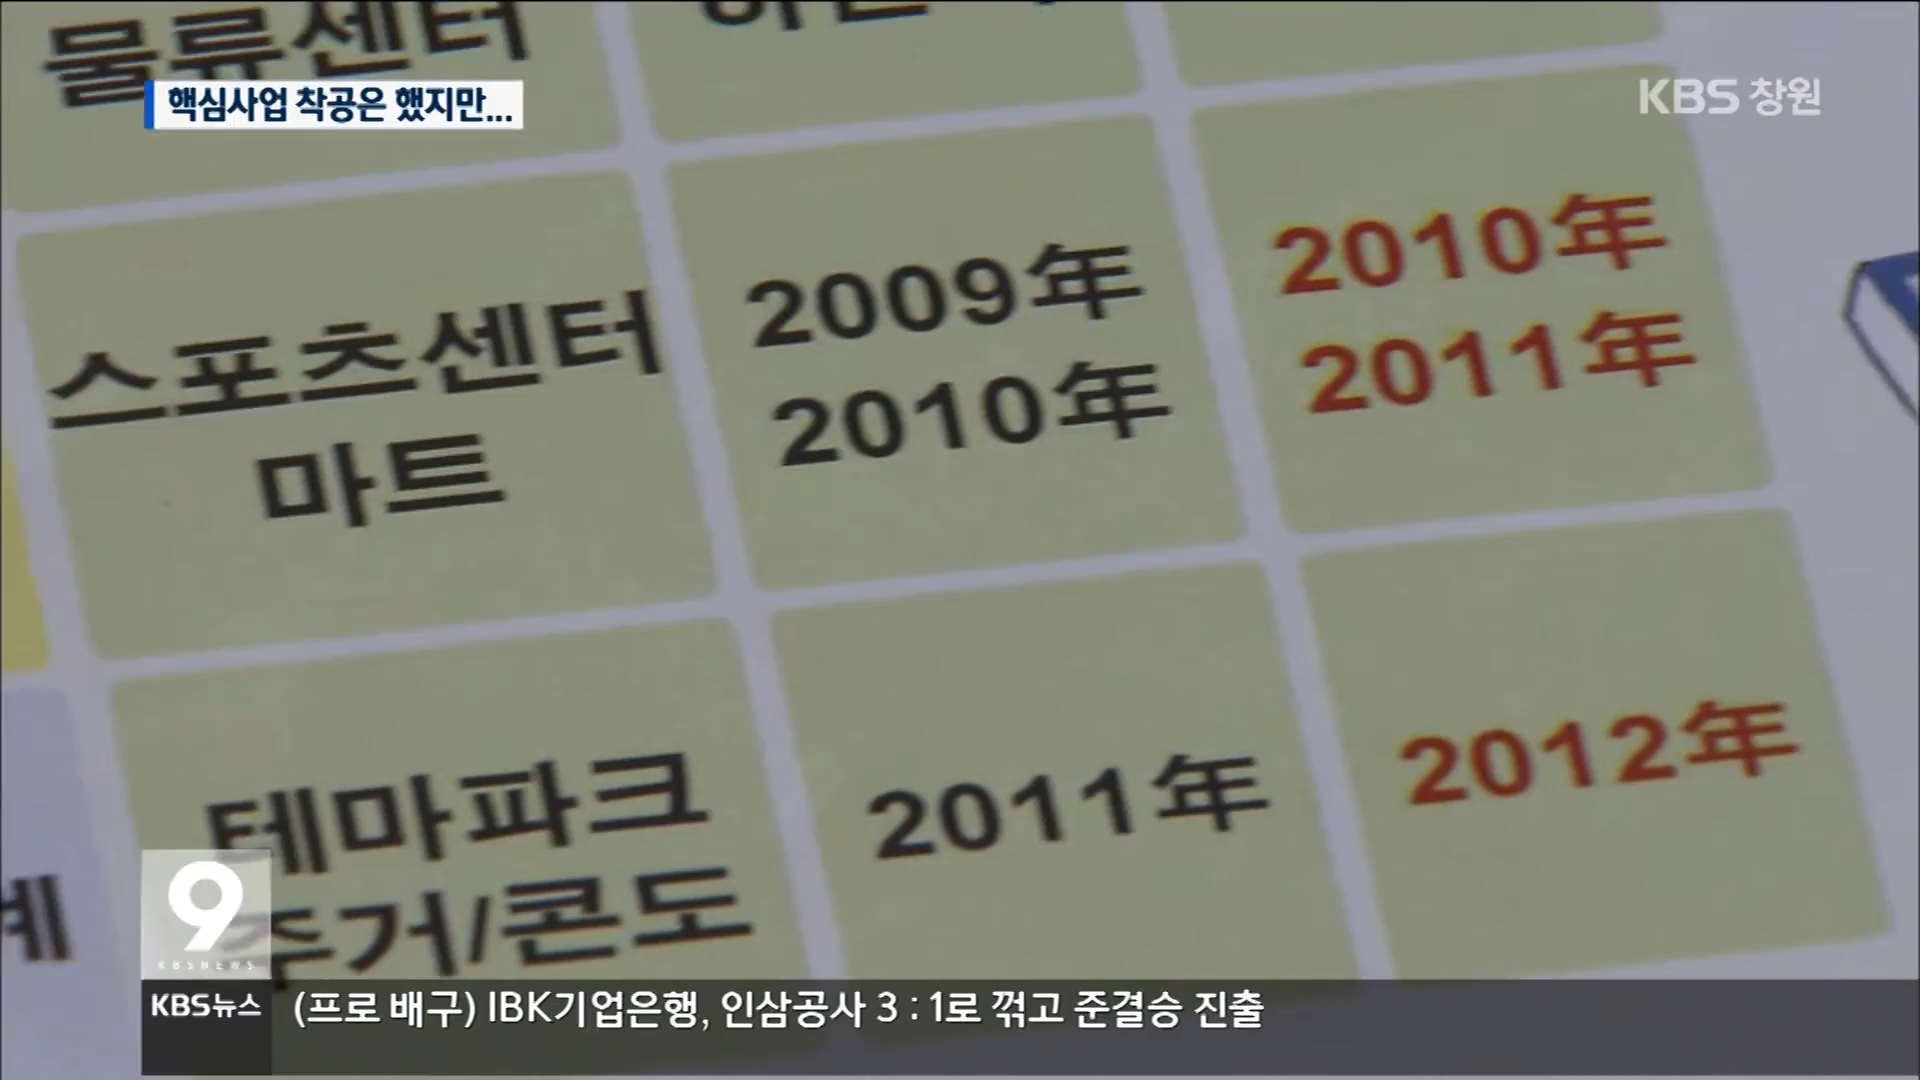 물류센터
핵심사업 착공은 했지만...
KBS 창원
스포츠센터
마트
2009年
2010年
2010年
2011年
테마파크
주거/콘도
2011年
2012年
계
9
KBS NEWS
KBS뉴스
(프로 배구) IBK기업은행, 인삼공사 3 : 1로 꺾고 준결승 진출